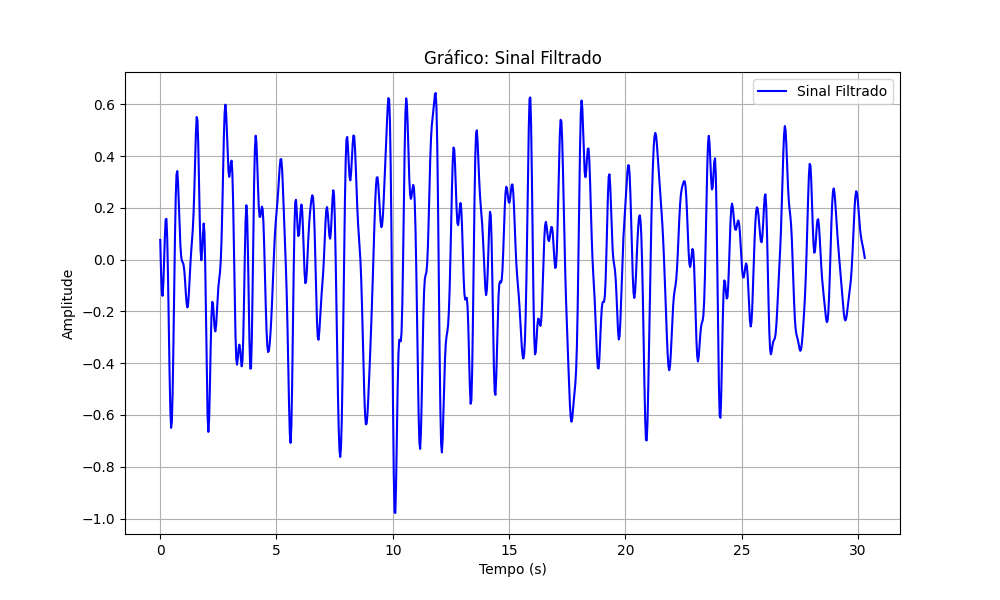 Gráfico: Sinal Filtrado
Sinal Filtrado
Amplitude
0.6
0.4
0.2
0.0
−0.2
−0.4
−0.6
−0.8
−1.0
0 5 10 15 20 25 30
Tempo (s)